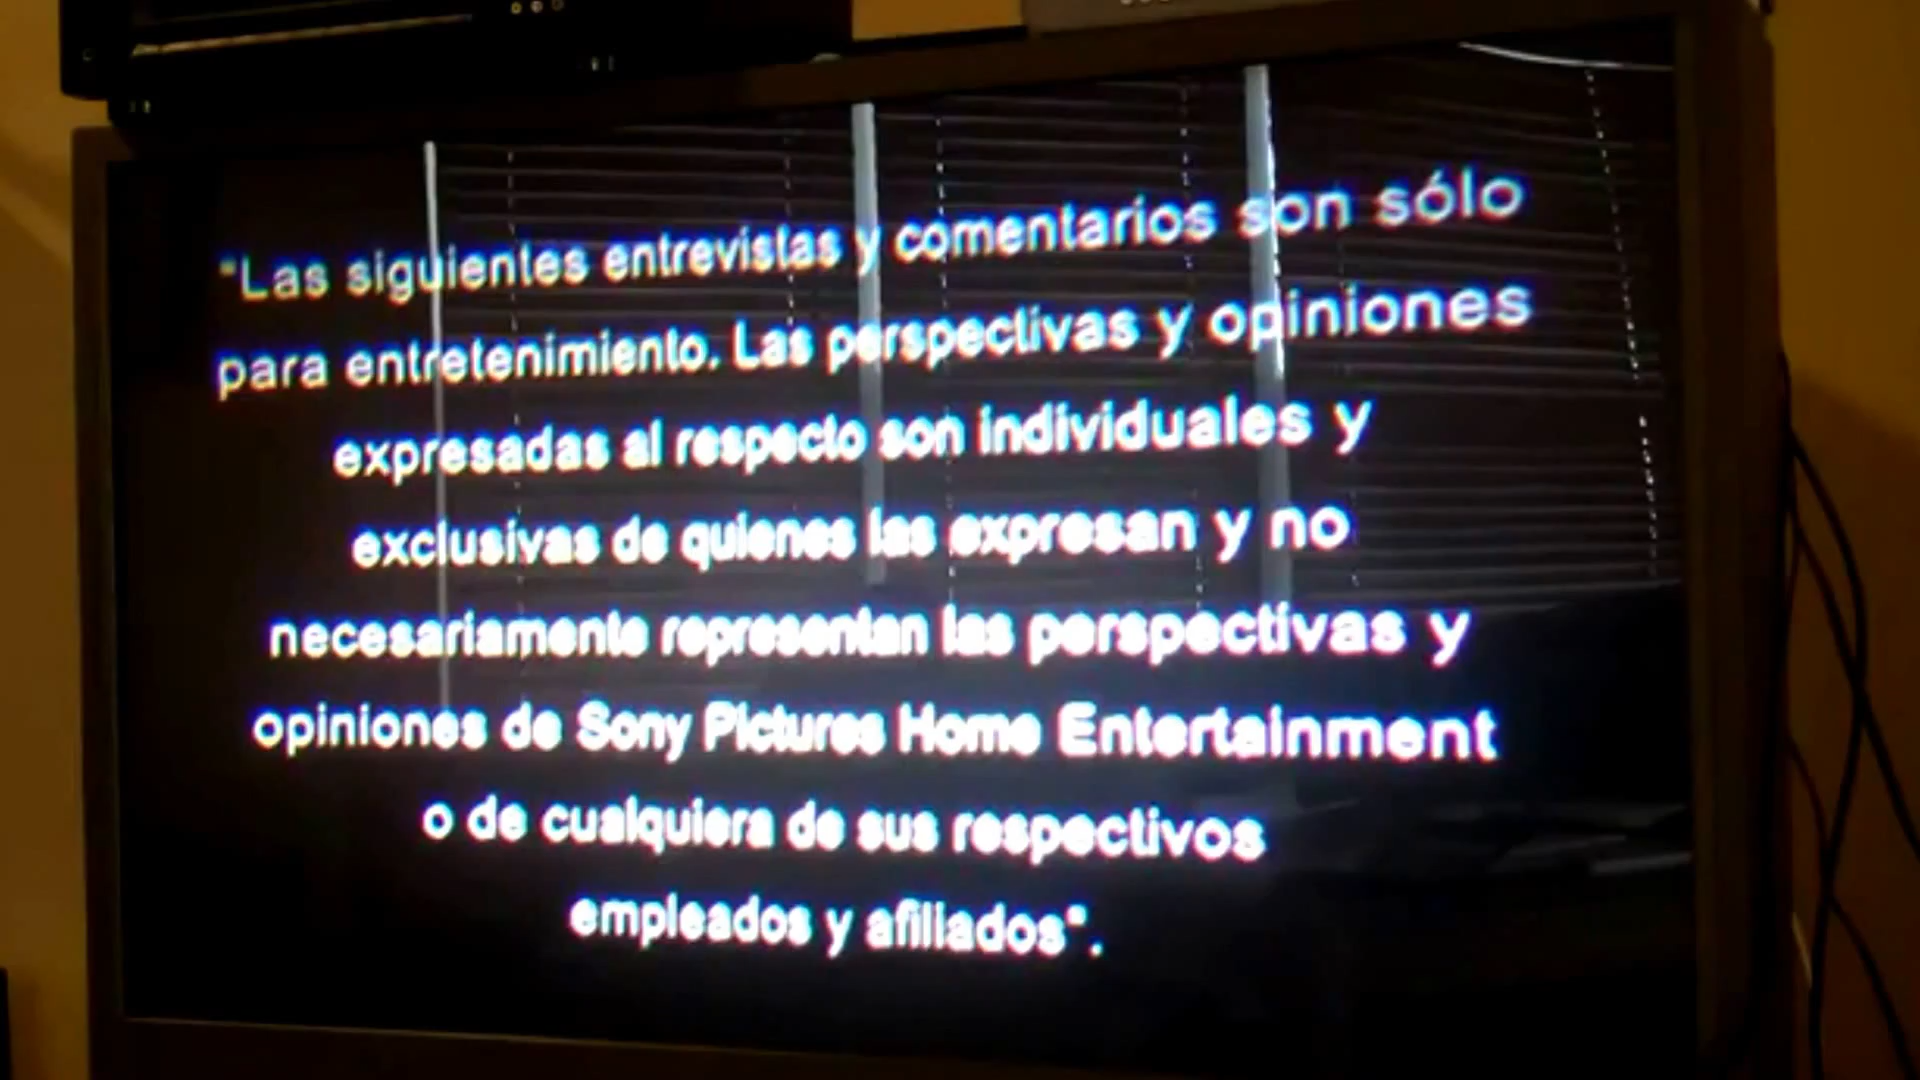 "Las siguientes entrevistas y comentarios son sólo
para entretenimiento. Las perspectivas y opiniones
expresadas al respecto son individuales y
exclusivas de quienes las expresan y no
necesariamente representan las perspectivas y
opiniones de Sony Pictures Home Entertainment
o de cualquiera de sus respectivos
empleados y afiliados".